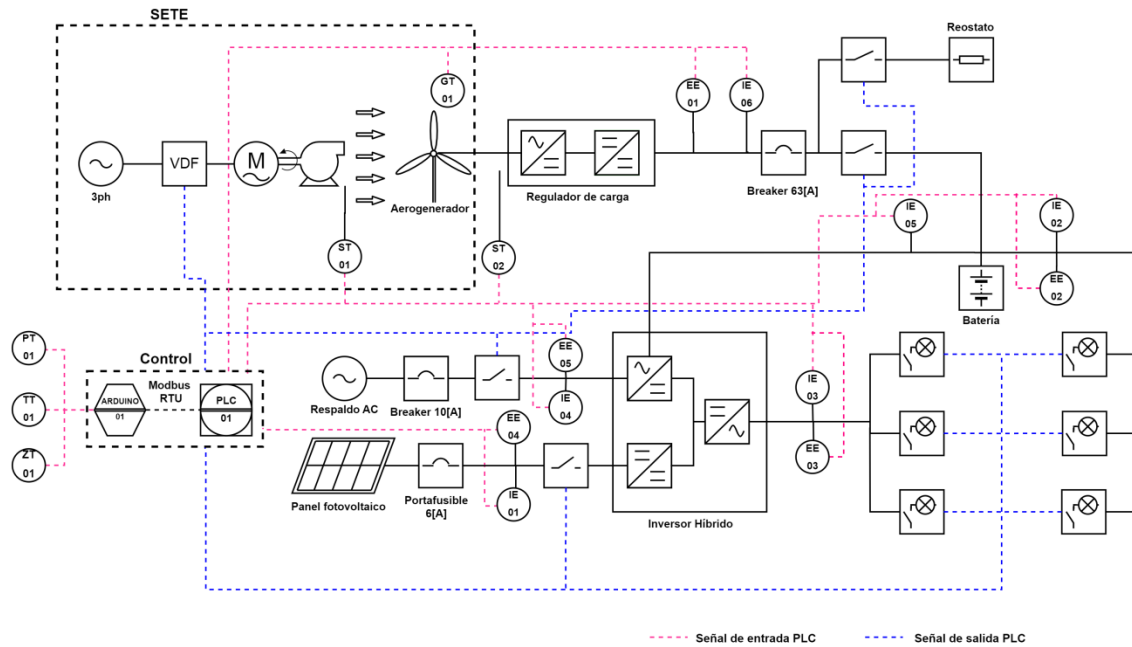 SETE
GT
01
3ph
VDF
M
Aerogenerador
ST
01
ST
02
Regulador de carga
EE
01
IE
06
Breaker 63[A]
Reostato
IE
05
IE
02
EE
02
Batería
PT
01
TT
01
ZT
01
Control
ARDUINO
01
Modbus
RTU
PLC
01
Respaldo AC
Breaker 10[A]
EE
05
IE
04
Panel fotovoltaico
Portafusible
6[A]
EE
04
IE
01
Inversor Híbrido
IE
03
EE
03
Señal de entrada PLC
Señal de salida PLC